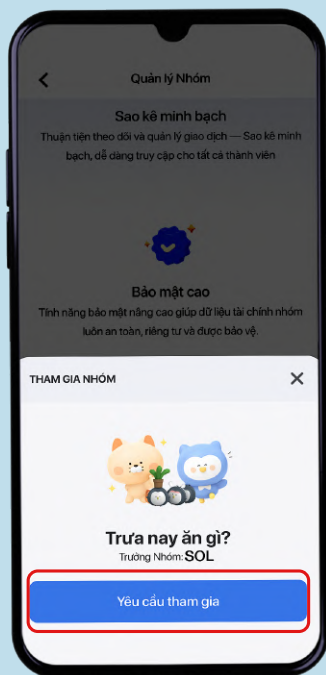 Quản lý Nhóm
Sao kê minh bạch
Thuận tiện theo dõi và quản lý giao dịch — Sao kê minh
bạch, dễ dàng truy cập cho tất cả thành viên
Bảo mật cao
Tính năng bảo mật nâng cao giúp dữ liệu tài chính nhóm
luôn an toàn, riêng tư và được bảo vệ.
THAM GIA NHÓM
Trưa nay ăn gì?
Trưởng Nhóm: SOL
Yêu cầu tham gia